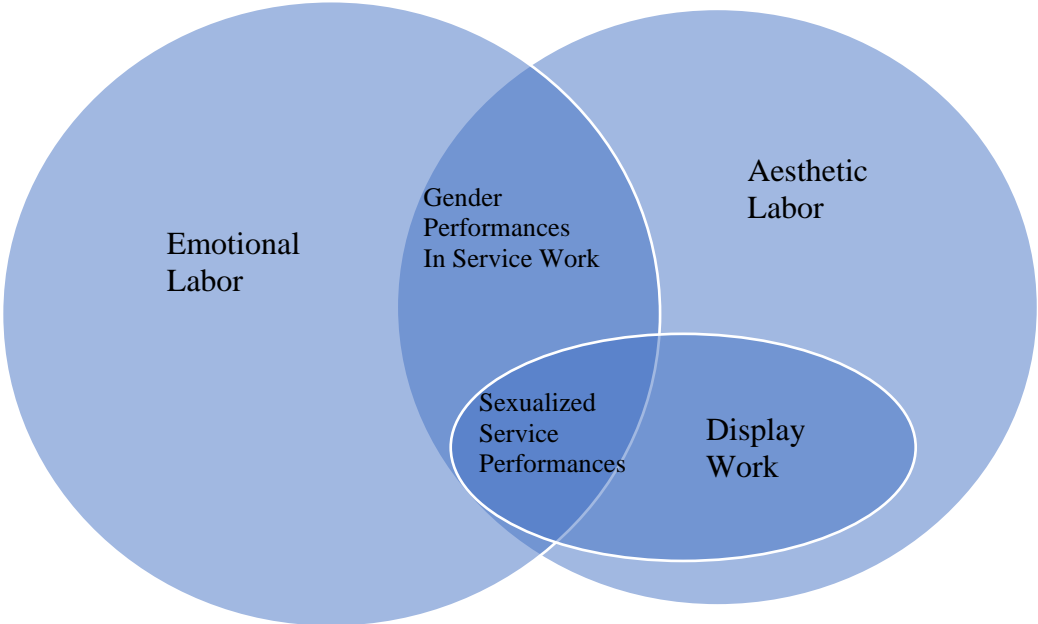 Emotional
Labor
Gender
Performances
In Service Work
Aesthetic
Labor
Sexualized
Service
Performances
Display
Work